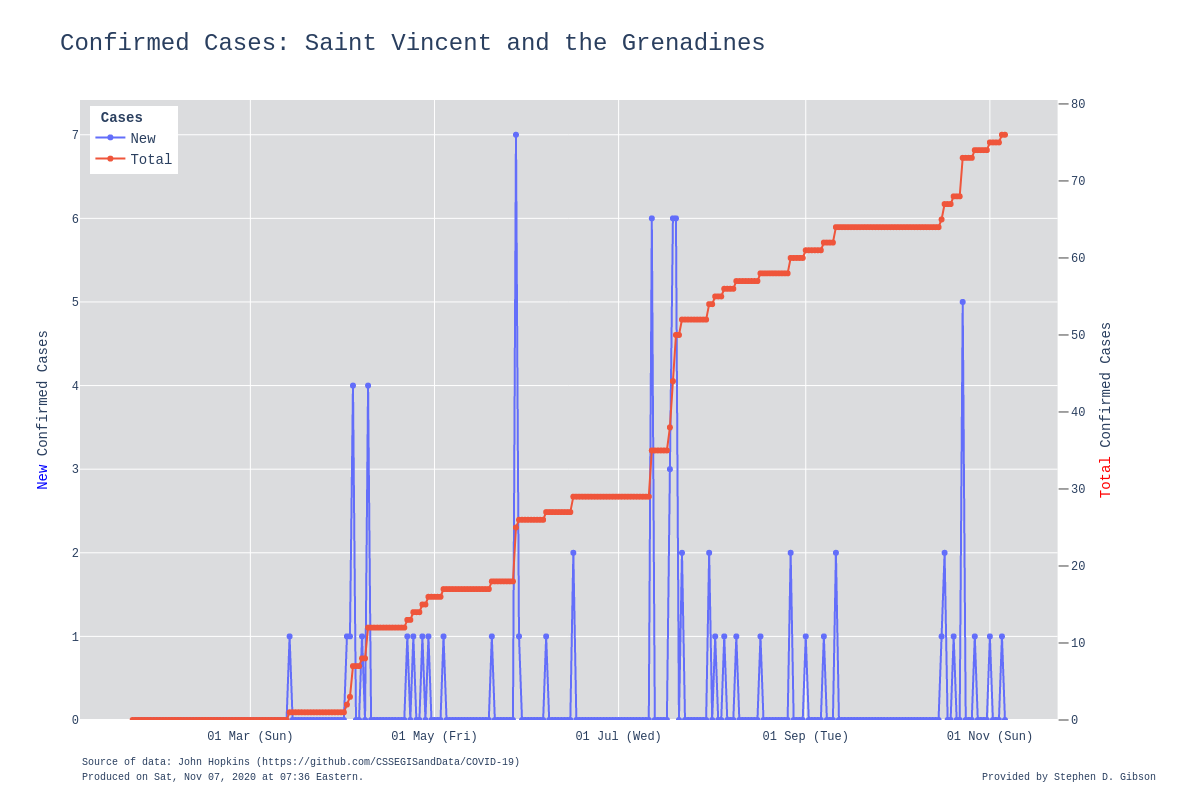 Confirmed Cases: Saint Vincent and the Grenadines
Cases
New
Total
7
6
5
4
3
2
1
0
New Confirmed Cases
80
70
60
50
40
30
20
10
0
Total Confirmed Cases
01 Mar (Sun)
01 May (Fri)
01 Jul (Wed)
01 Sep (Tue)
01 Nov (Sun)
Source of data: John Hopkins (https://github.com/CSSEGISandData/COVID-19)
Produced on Sat, Nov 07, 2020 at 07:36 Eastern.
Provided by Stephen D. Gibson